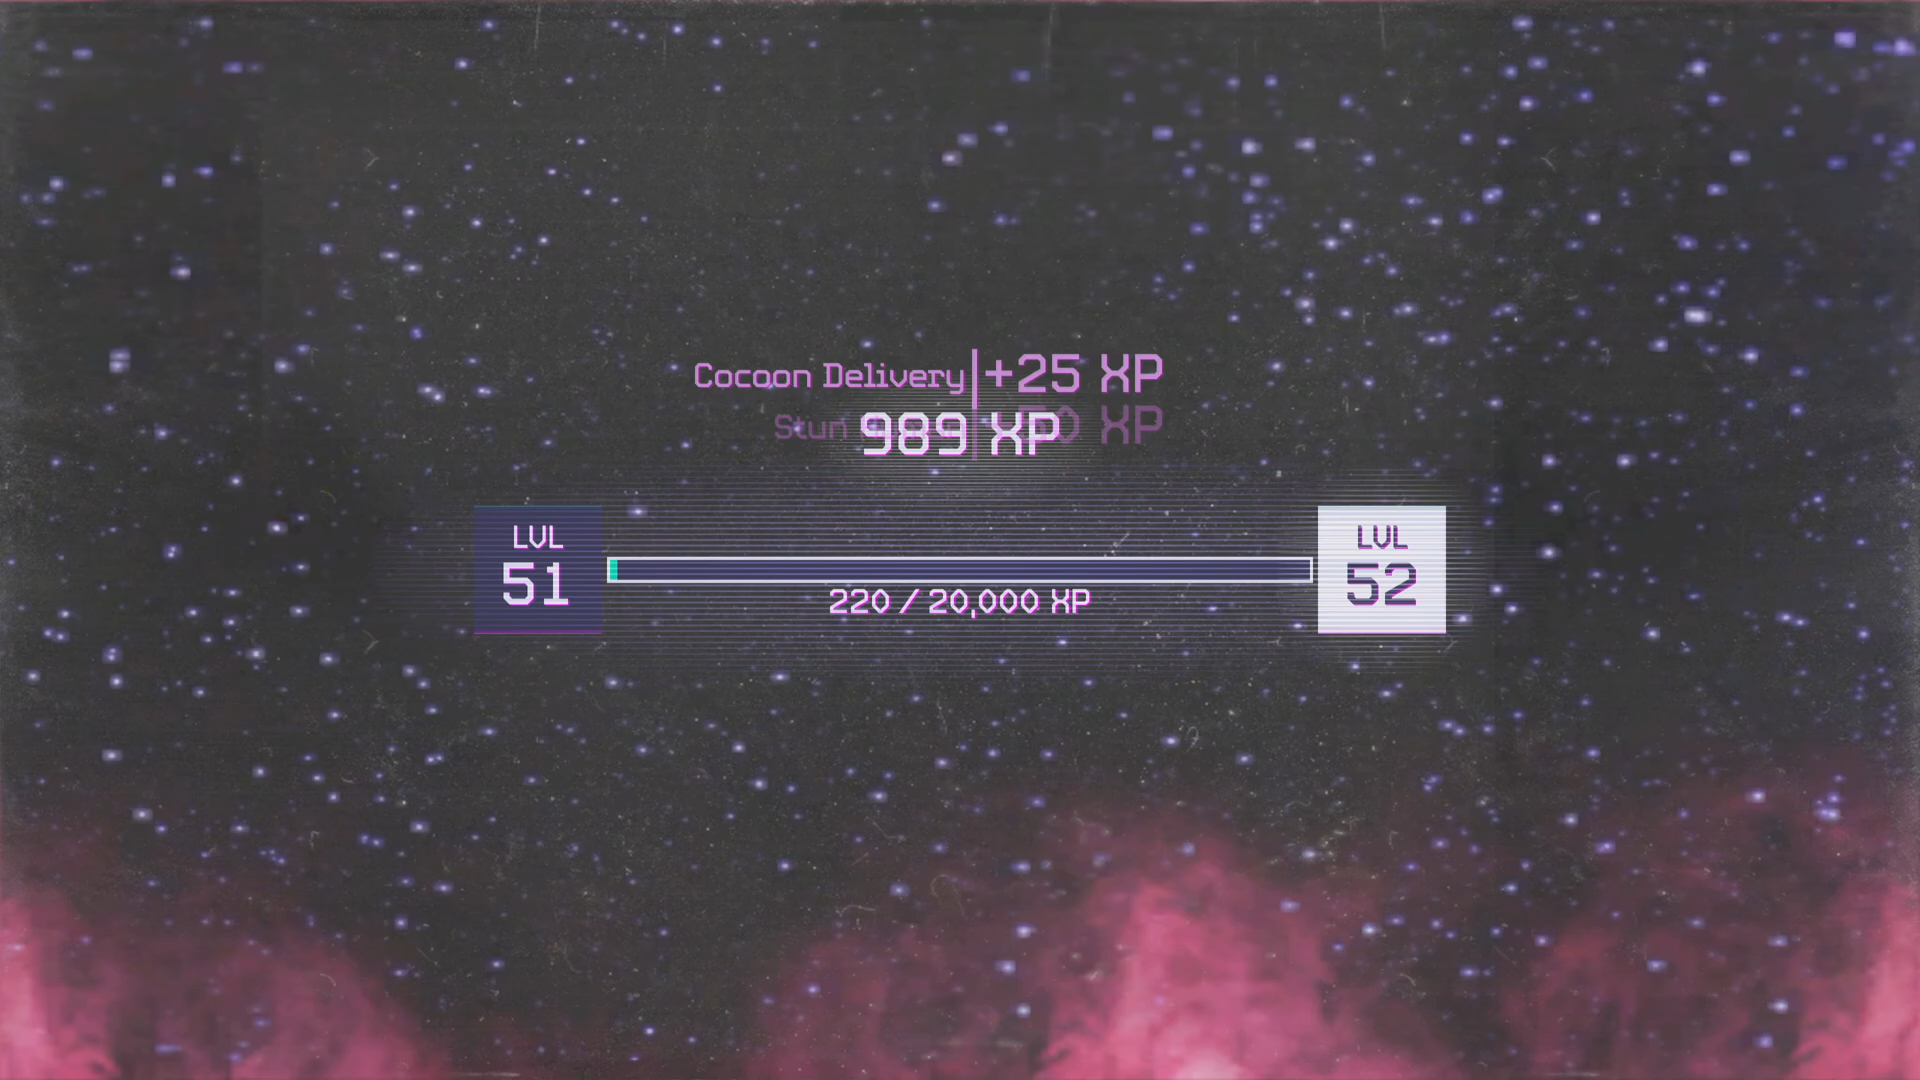 Cocoon Delivery +25 XP
Stun
989 XP
LVL
51
LVL
52
220 / 20,000 XP